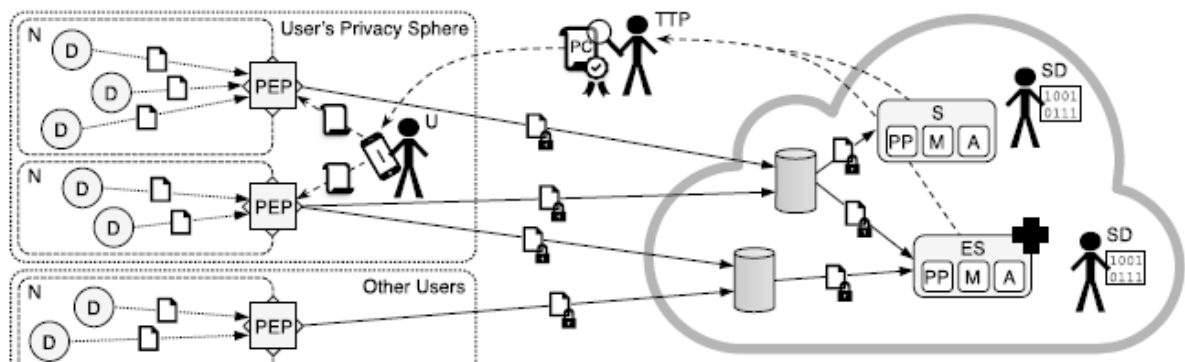 N
D
D
D
PEP
User's Privacy Sphere
U
PC
TTP
S
PP M A
SD
1001
0111
N
D
D
PEP
ES
PP M A
SD
1001
0111
Other Users
N
D
D
PEP